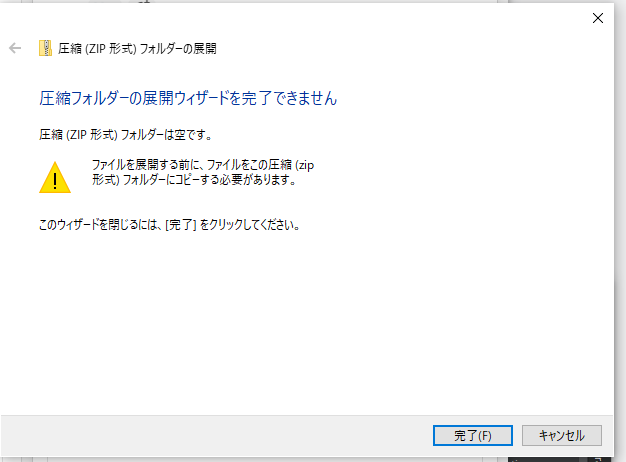 圧縮 (ZIP 形式) フォルダーの展開
圧縮フォルダーの展開ウィザードを完了できません
圧縮 (ZIP 形式) フォルダーは空です。
ファイルを展開する前に、ファイルをこの圧縮 (zip
形式) フォルダーにコピーする必要があります。
このウィザードを閉じるには、[完了] をクリックしてください。
完了(F)
キャンセル